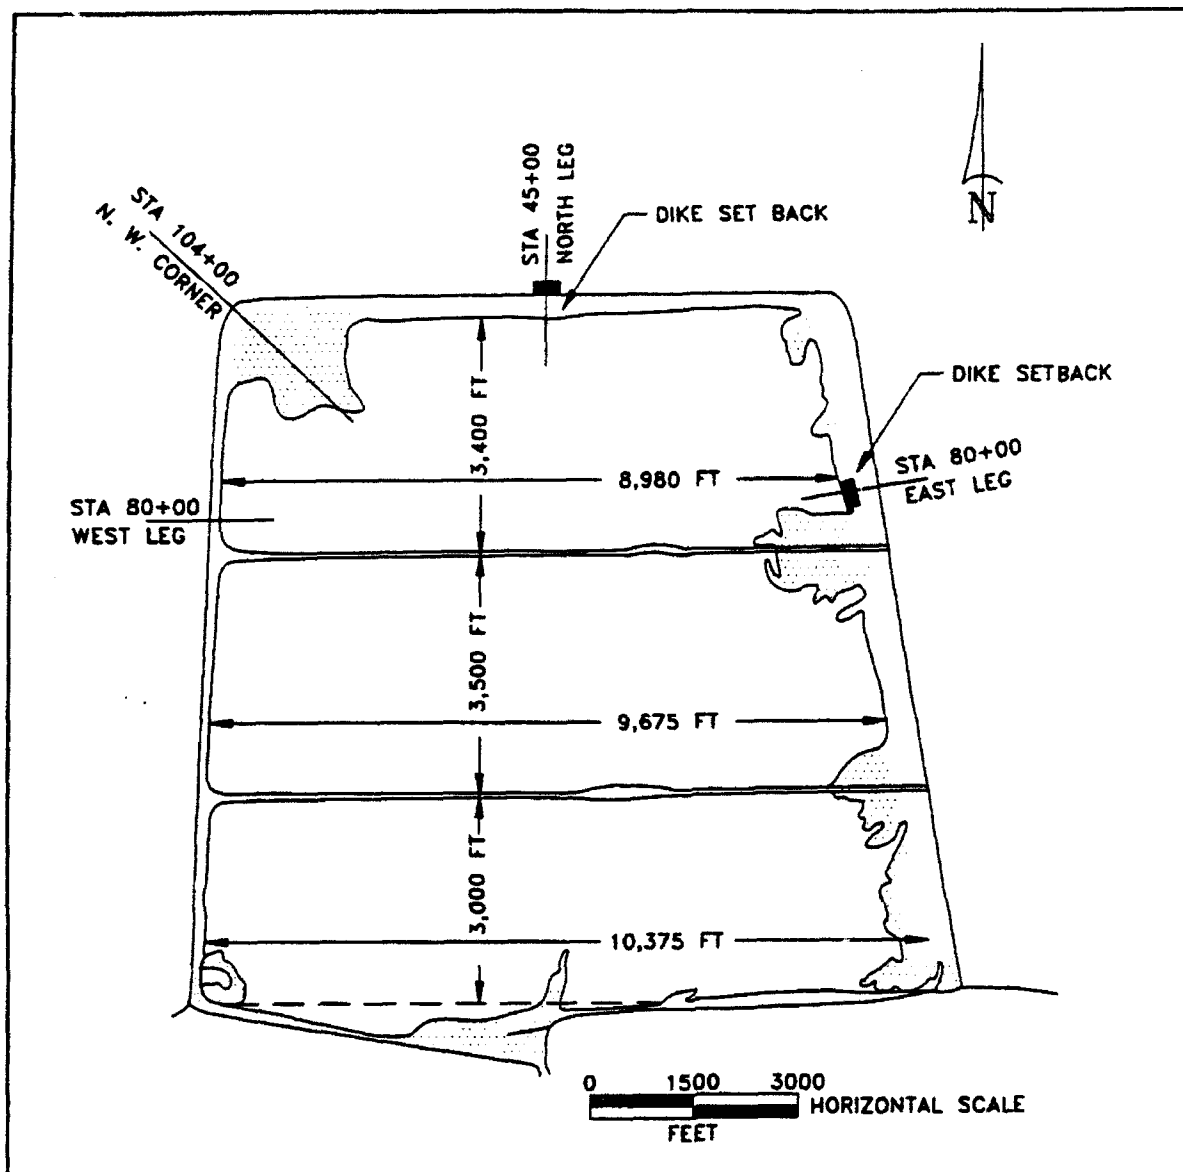 STA 45+00
NORTH LEG
DIKE SET BACK
N
STA 104+00
N. W. CORNER
DIKE SETBACK
3,400 FT
8,980 FT
STA 80+00
EAST LEG
STA 80+00
WEST LEG
3,500 FT
9,675 FT
3,000 FT
10,375 FT
0 1500 3000
HORIZONTAL SCALE
FEET